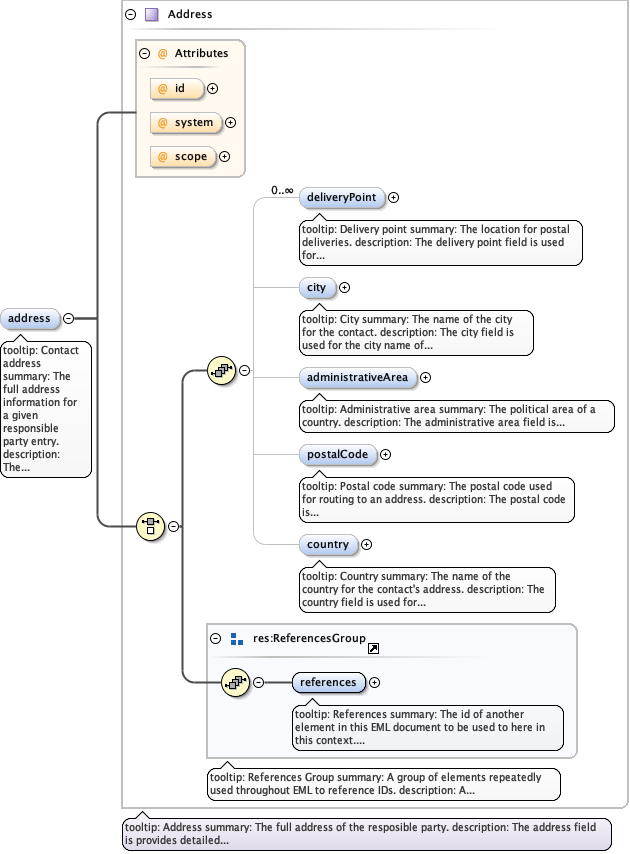 Address
@ Attributes
@ id
@ system
@ scope
0..∞
deliveryPoint
tooltip: Delivery point summary: The location for postal
deliveries. description: The delivery point field is used
for...
city
tooltip: City summary: The name of the city
for the contact. description: The city field is
used for the city name of...
address
tooltip: Contact
address
summary: The
full address
information for
a given
responsible
party entry.
description:
The...
administrativeArea
tooltip: Administrative area summary: The political area of a
country. description: The administrative area field is...
postalCode
tooltip: Postal code summary: The postal code used
for routing to an address. description: The postal code
is...
country
tooltip: Country summary: The name of the
country for the contact's address. description: The
country field is used for...
res:ReferencesGroup
references
tooltip: References summary: The id of another
element in this EML document to be used to here in
this context....
tooltip: References Group summary: A group of elements repeatedly
used throughout EML to reference IDs. description: A...
tooltip: Address summary: The full address of the resposible party. description: The address field
is provides detailed...